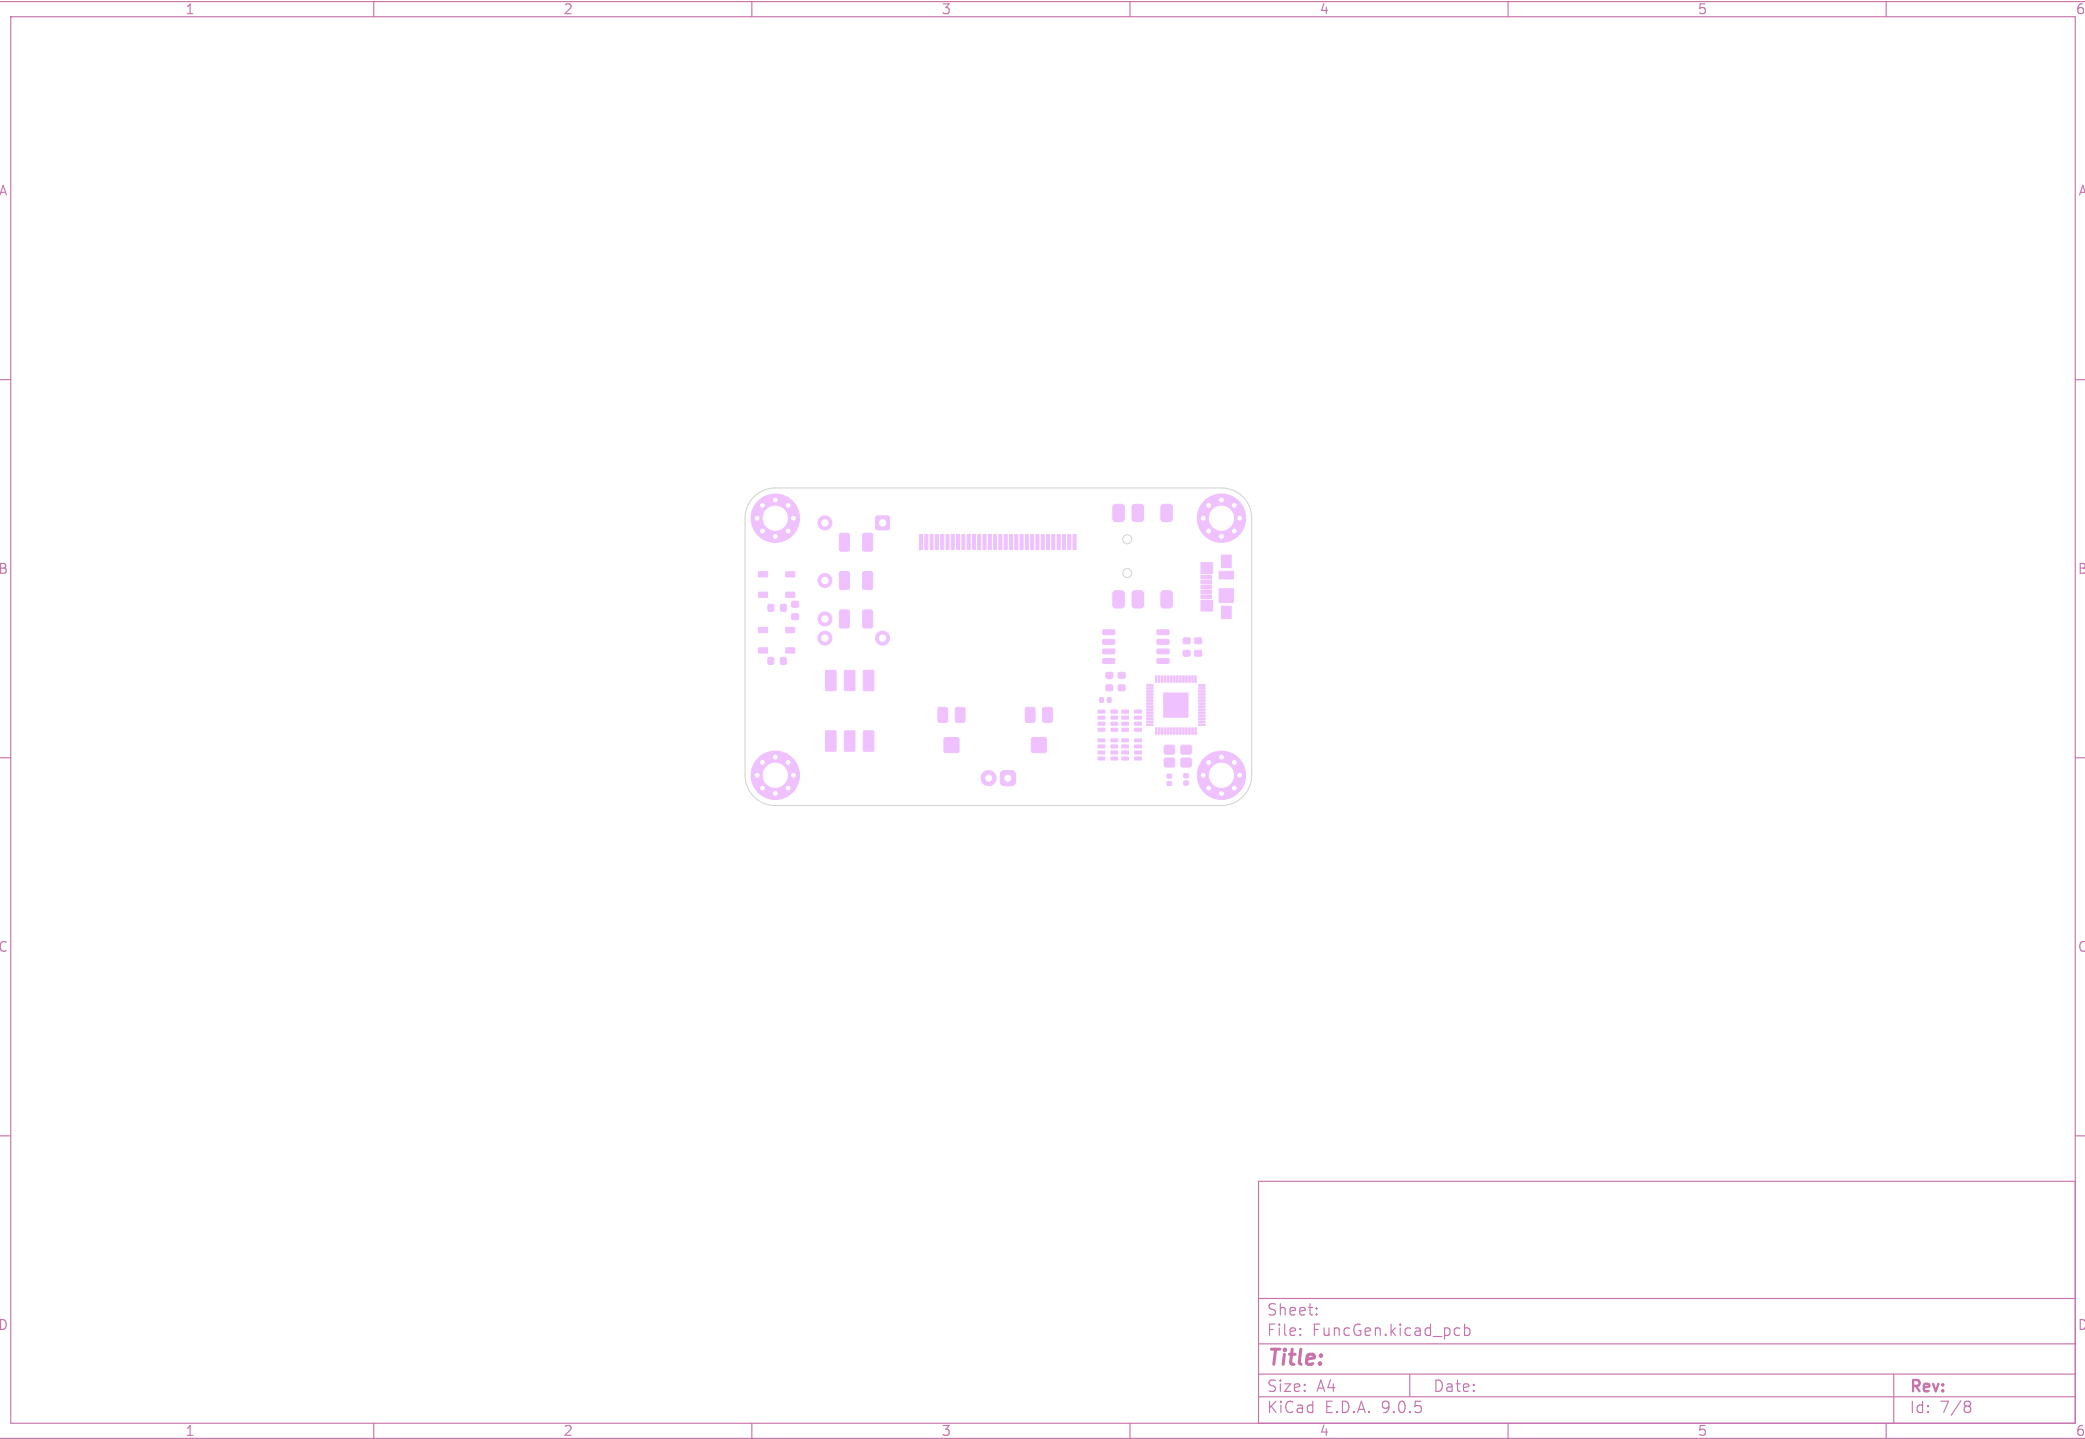 1 2 3 4 5 6
A A
B B
C C
D D
Sheet:
File: FuncGen.kicad_pcb
Title:
Size: A4 Date: Rev:
KiCad E.D.A. 9.0.5 Id: 7/8
1 2 3 4 5 6